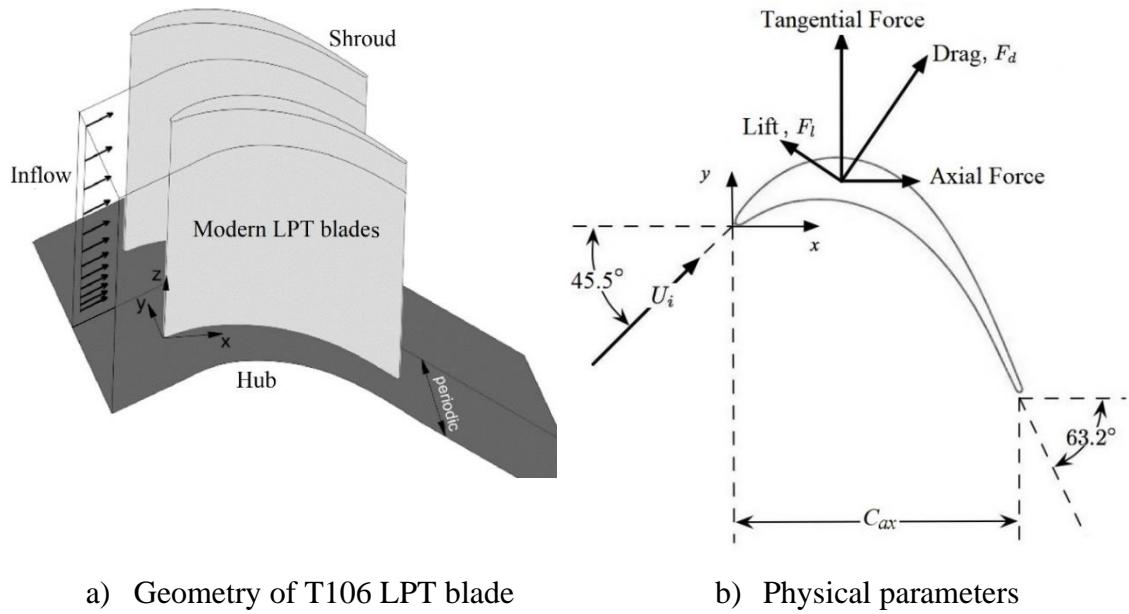 Shroud
Inflow
Modern LPT blades
z
y
x
Hub
periodic
Tangential Force
Drag, F_d
Lift , F_l
Axial Force
y
x
45.5°
U_i
63.2°
C_ax
a) Geometry of T106 LPT blade
b) Physical parameters